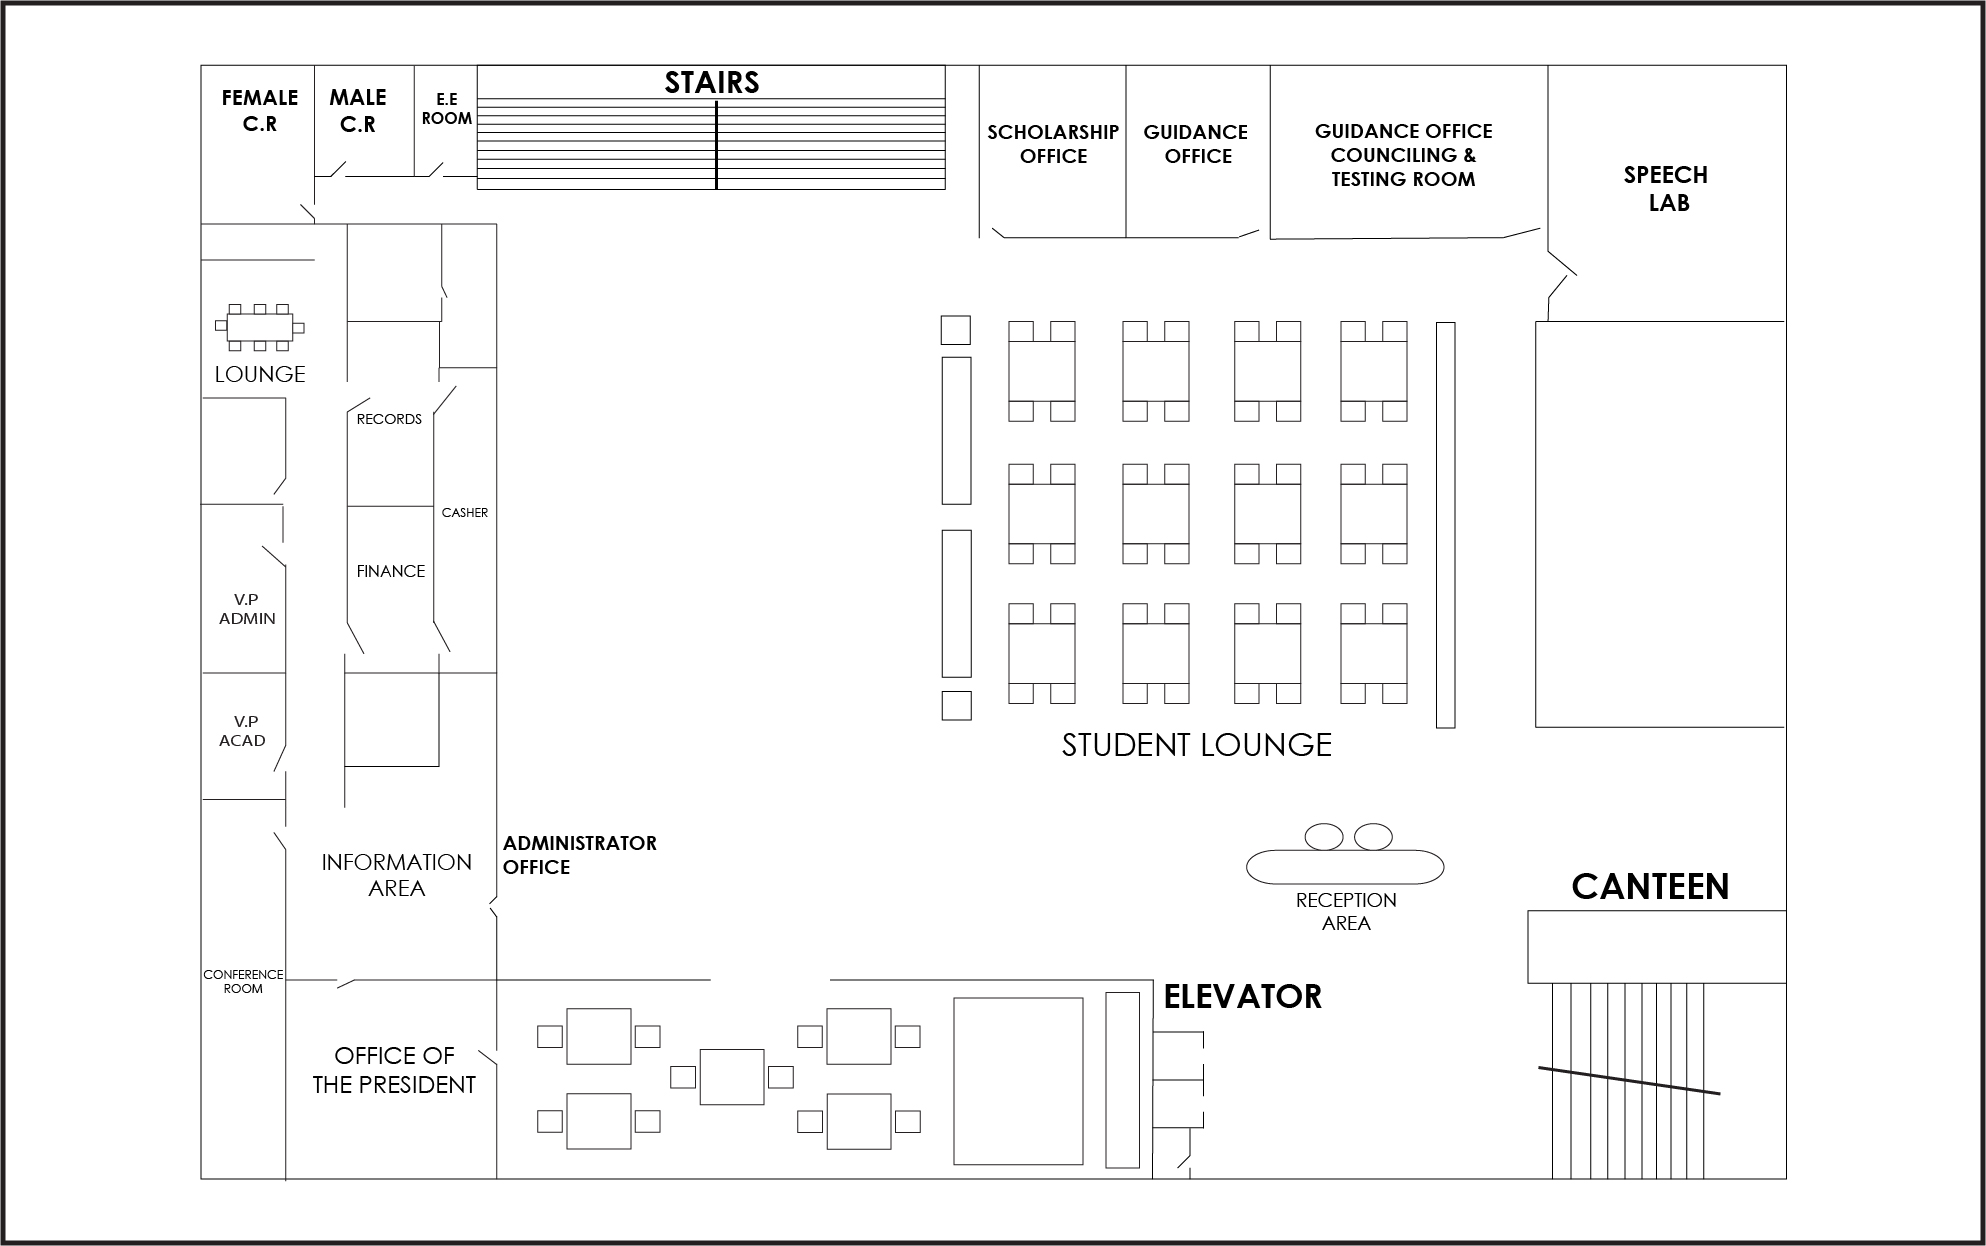 STAIRS
FEMALE
C.R
MALE
C.R
E.E
ROOM
SCHOLARSHIP
OFFICE
GUIDANCE
OFFICE
GUIDANCE OFFICE
COUNCILING &
TESTING ROOM
SPEECH
LAB
LOUNGE
RECORDS
CASHER
FINANCE
V.P
ADMIN
V.P
ACAD
STUDENT LOUNGE
ADMINISTRATOR
OFFICE
INFORMATION
AREA
RECEPTION
AREA
CANTEEN
CONFERENCE
ROOM
ELEVATOR
OFFICE OF
THE PRESIDENT